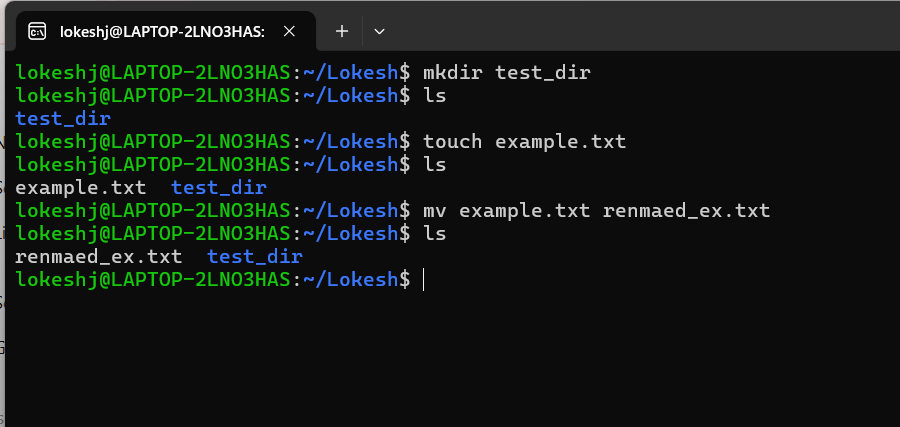 lokeshj@LAPTOP-2LNO3HAS:
lokeshj@LAPTOP-2LNO3HAS:~/Lokesh$ mkdir test_dir
lokeshj@LAPTOP-2LNO3HAS:~/Lokesh$ ls
test_dir
lokeshj@LAPTOP-2LNO3HAS:~/Lokesh$ touch example.txt
lokeshj@LAPTOP-2LNO3HAS:~/Lokesh$ ls
example.txt  test_dir
lokeshj@LAPTOP-2LNO3HAS:~/Lokesh$ mv example.txt renmaed_ex.txt
lokeshj@LAPTOP-2LNO3HAS:~/Lokesh$ ls
renmaed_ex.txt  test_dir
lokeshj@LAPTOP-2LNO3HAS:~/Lokesh$